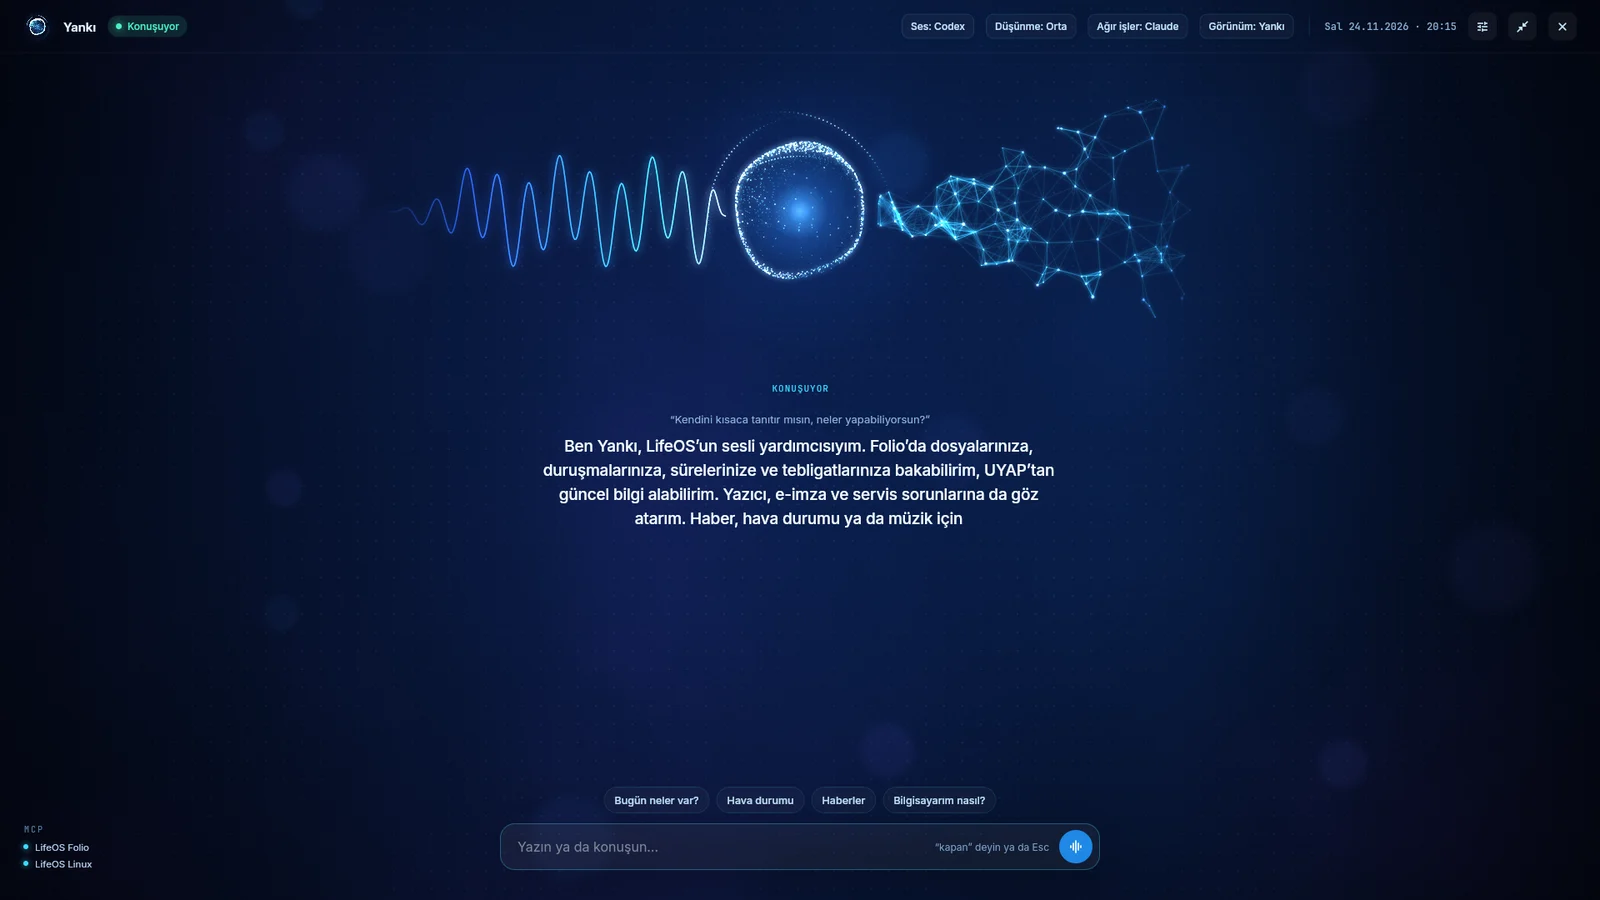 Yankı
Konuşuyor
Ses: Codex
Düşünme: Orta
Ağır işler: Claude
Görünüm: Yankı
Sal 24.11.2026 · 20:15
KONUŞUYOR
“Kendini kısaca tanıtır mısın, neler yapabiliyorsun?”
Ben Yankı, LifeOS’un sesli yardımcısıyım. Folio’da dosyalarınıza,
duruşmalarınıza, sürelerinize ve tebligatlarınıza bakabilirim, UYAP’tan
güncel bilgi alabilirim. Yazıcı, e-imza ve servis sorunlarına da göz
atarım. Haber, hava durumu ya da müzik için
Bugün neler var?
Hava durumu
Haberler
Bilgisayarım nasıl?
MCP
LifeOS Folio
LifeOS Linux
Yazın ya da konuşun...
“kapan” deyin ya da Esc